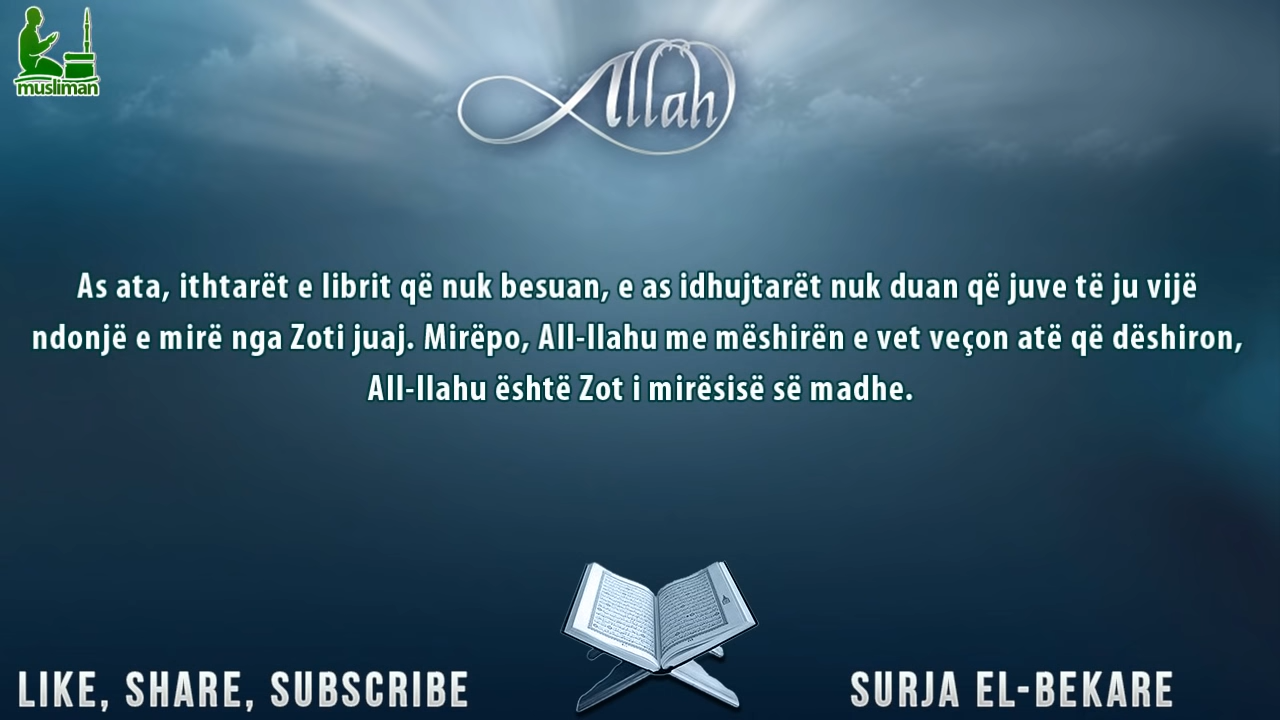 musliman
Allah
As ata, ithtarët e librit që nuk besuan, e as idhujtarët nuk duan që juve të ju vijë
ndonjë e mirë nga Zoti juaj. Mirëpo, All-llahu me mëshirën e vet veçon atë që dëshiron,
All-llahu është Zot i mirësisë së madhe.
LIKE, SHARE, SUBSCRIBE
SURJA EL-BEKARE